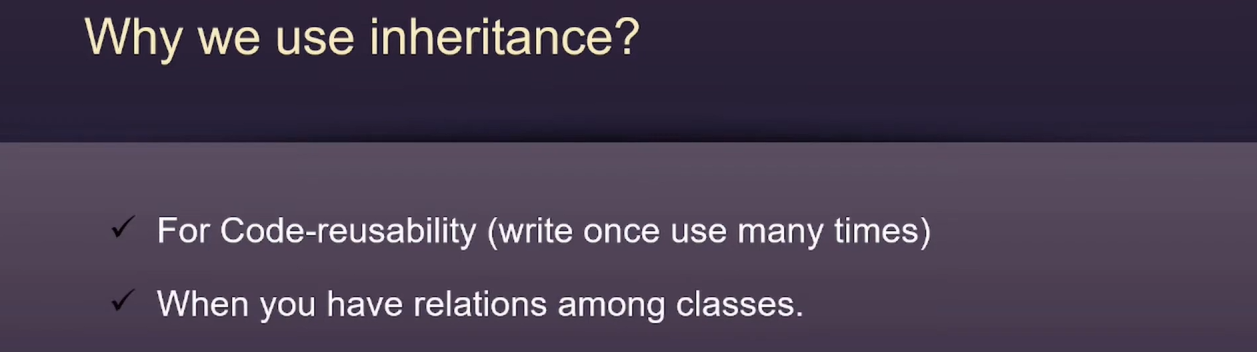 Why we use inheritance?
✓ For Code-reusability (write once use many times)
✓ When you have relations among classes.